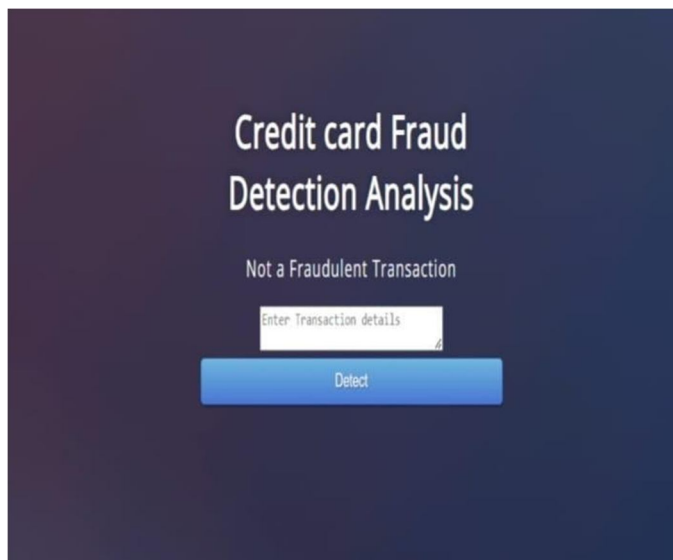 Credit card Fraud
Detection Analysis
Not a Fraudulent Transaction
Enter Transaction details
Detect